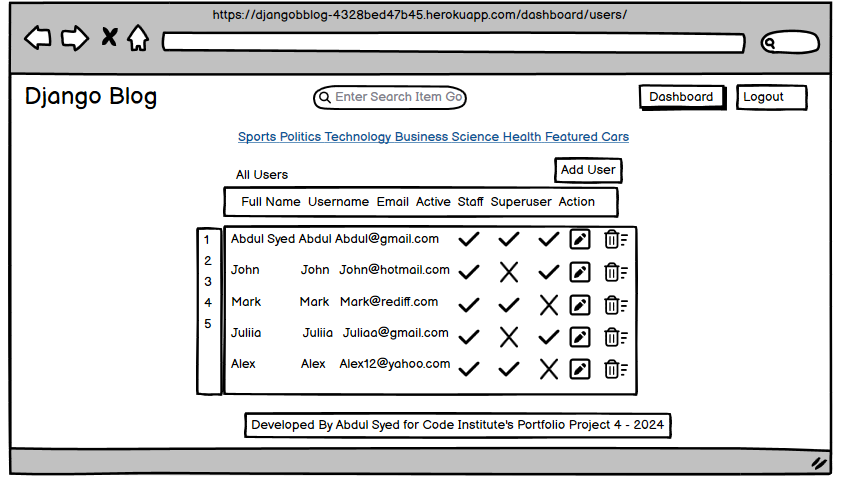 https://djangobblog-4328bed47b45.herokuapp.com/dashboard/users/
Django Blog
Enter Search Item Go
Dashboard
Logout
Sports Politics Technology Business Science Health Featured Cars
All Users
Add User
Full Name Username Email Active Staff Superuser Action
1 Abdul Syed Abdul Abdul@gmail.com
2 John John John@hotmail.com
3 Mark Mark Mark@rediff.com
4 Juliia Juliia Juliaa@gmail.com
5 Alex Alex Alex12@yahoo.com
Developed By Abdul Syed for Code Institute's Portfolio Project 4 - 2024